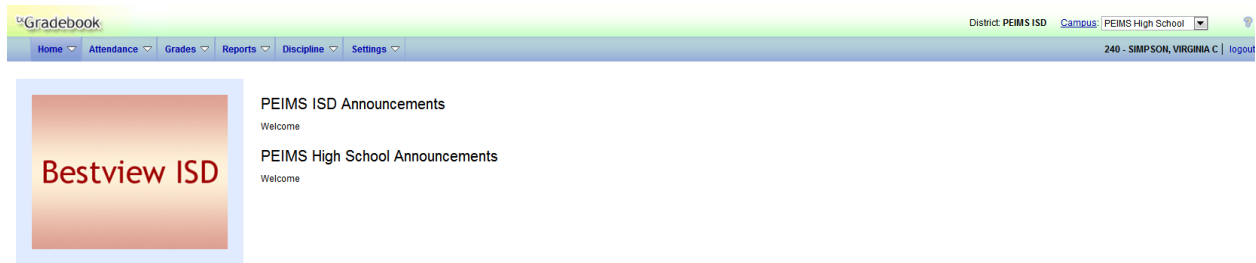 txGradebook
District: PEIMS ISD Campus: PEIMS High School ?
Home Attendance Grades Reports Discipline Settings 240 - SIMPSON, VIRGINIA C | logout
Bestview ISD
PEIMS ISD Announcements
Welcome
PEIMS High School Announcements
Welcome